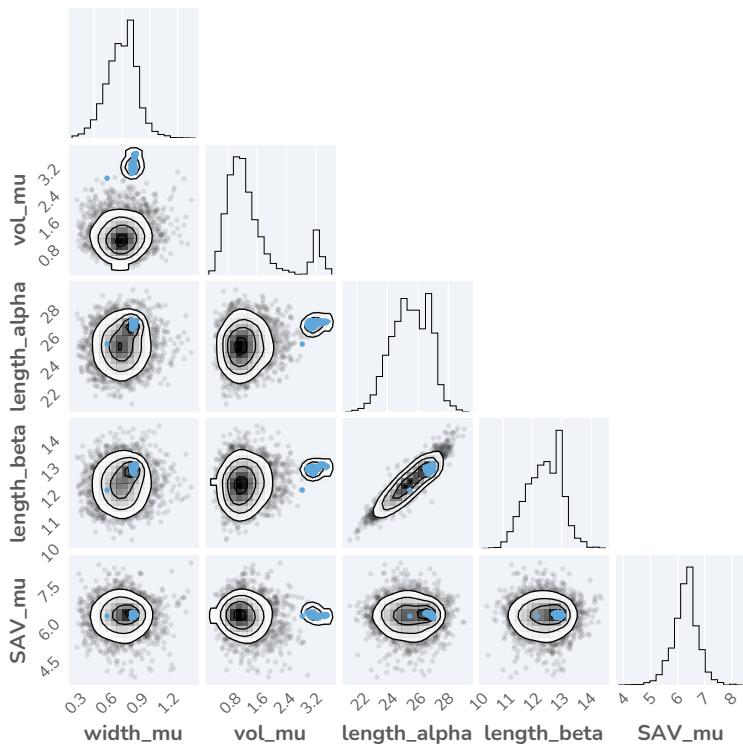 vol_mu
3.2
2.4
1.6
0.8
length_alpha
28
26
24
22
length_beta
14
13
12
11
10
SAV_mu
7.5
6.0
4.5
0.3 0.6 0.9 1.2
0.8 1.6 2.4 3.2
22 24 26 28
10 11 12 13 14
4 5 6 7 8
width_mu vol_mu length_alpha length_beta SAV_mu